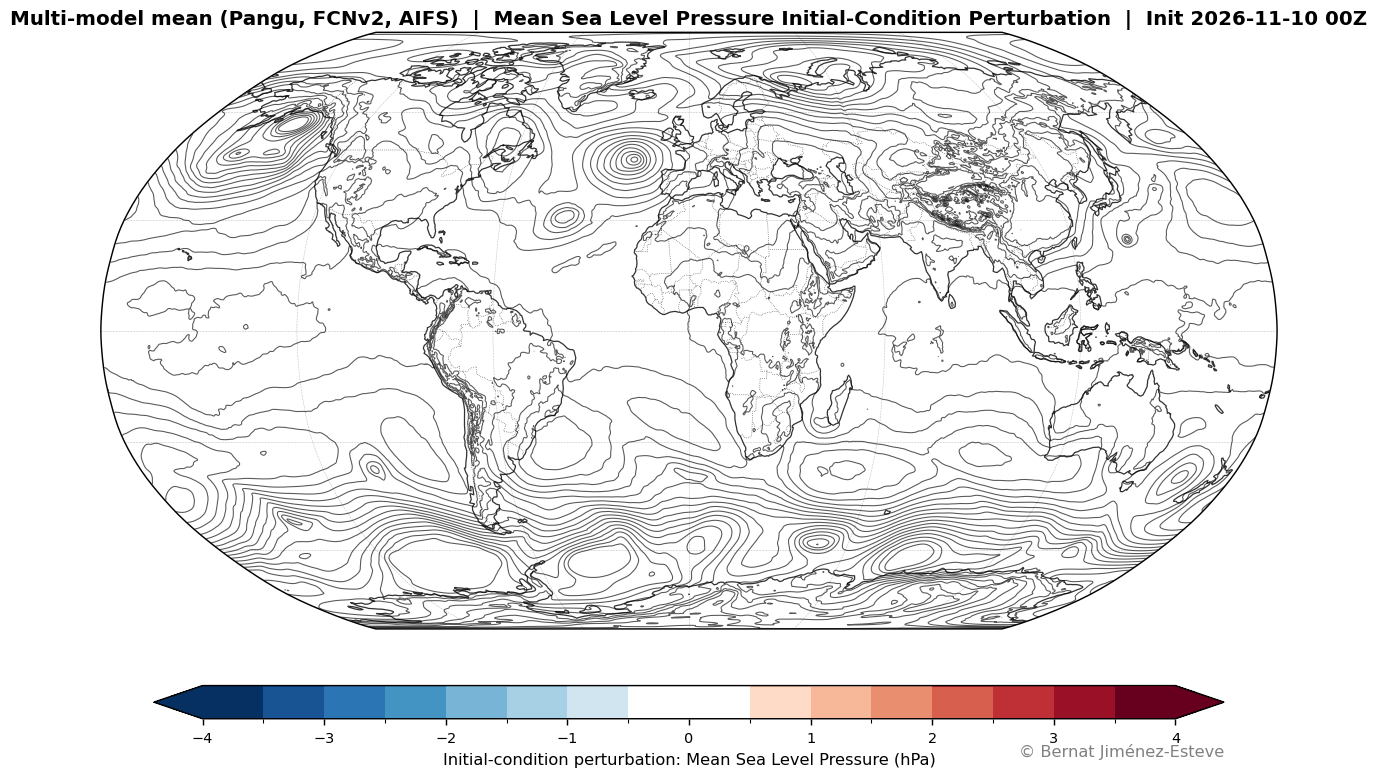 Multi-model mean (Pangu, FCNv2, AIFS)  |  Mean Sea Level Pressure Initial-Condition Perturbation  |  Init 2026-11-10 00Z
−4 −3 −2 −1 0 1 2 3 4
Initial-condition perturbation: Mean Sea Level Pressure (hPa)
© Bernat Jiménez-Esteve